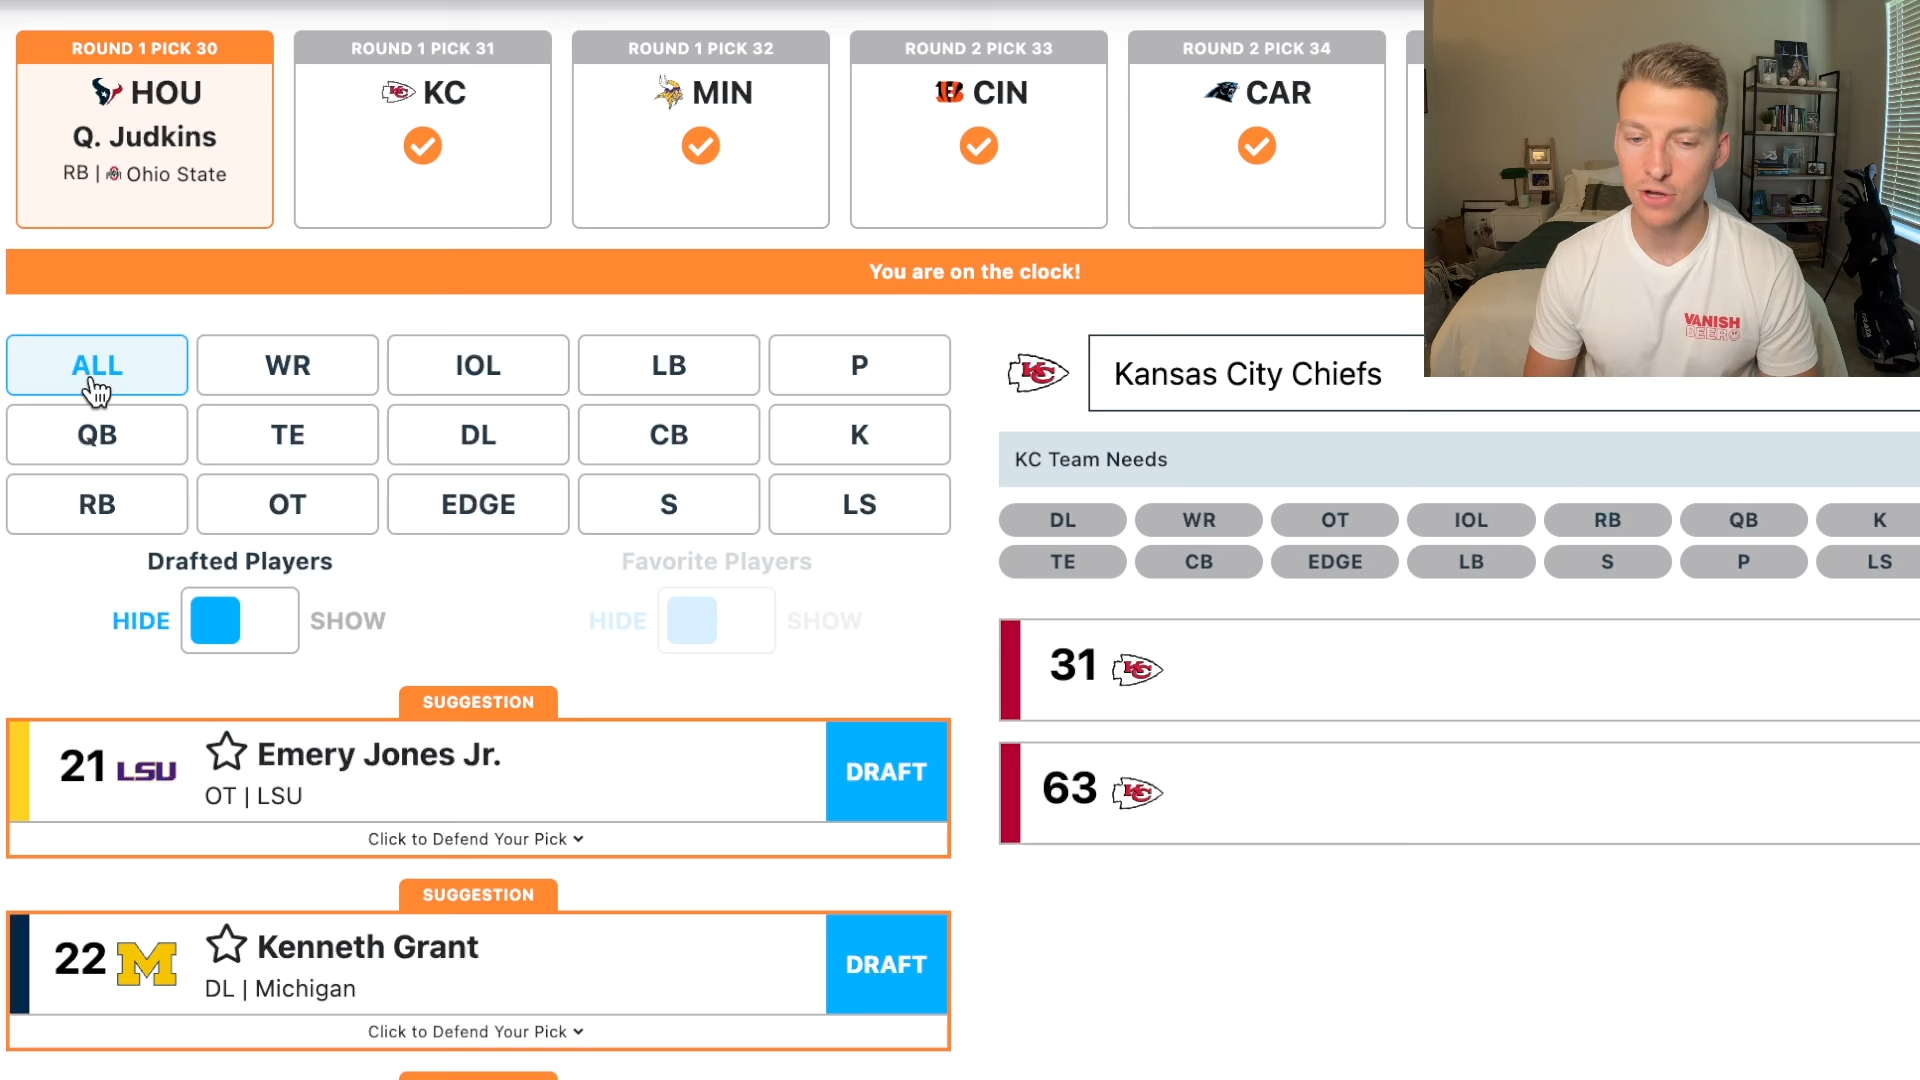 ROUND 1 PICK 30
HOU
Q. Judkins
RB | Ohio State
ROUND 1 PICK 31
KC
ROUND 1 PICK 32
MIN
ROUND 2 PICK 33
CIN
ROUND 2 PICK 34
CAR
VANISH
BEER
You are on the clock!
ALL WR IOL LB P
QB TE DL CB K
RB OT EDGE S LS
Drafted Players
HIDE SHOW
Favorite Players
HIDE SHOW
SUGGESTION
21 LSU Emery Jones Jr.
OT | LSU
DRAFT
Click to Defend Your Pick
SUGGESTION
22 M Kenneth Grant
DL | Michigan
DRAFT
Click to Defend Your Pick
KC Kansas City Chiefs
KC Team Needs
DL WR OT IOL RB QB K
TE CB EDGE LB S P LS
31 KC
63 KC